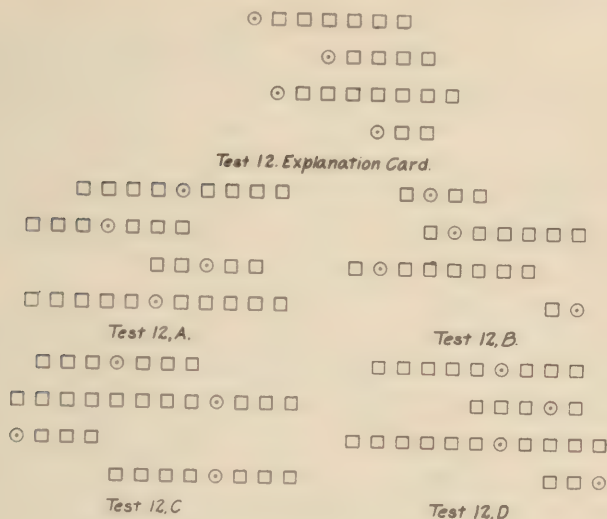 Test 12. Explanation Card.
Test 12, A.
Test 12, B.
Test 12, C
Test 12, D